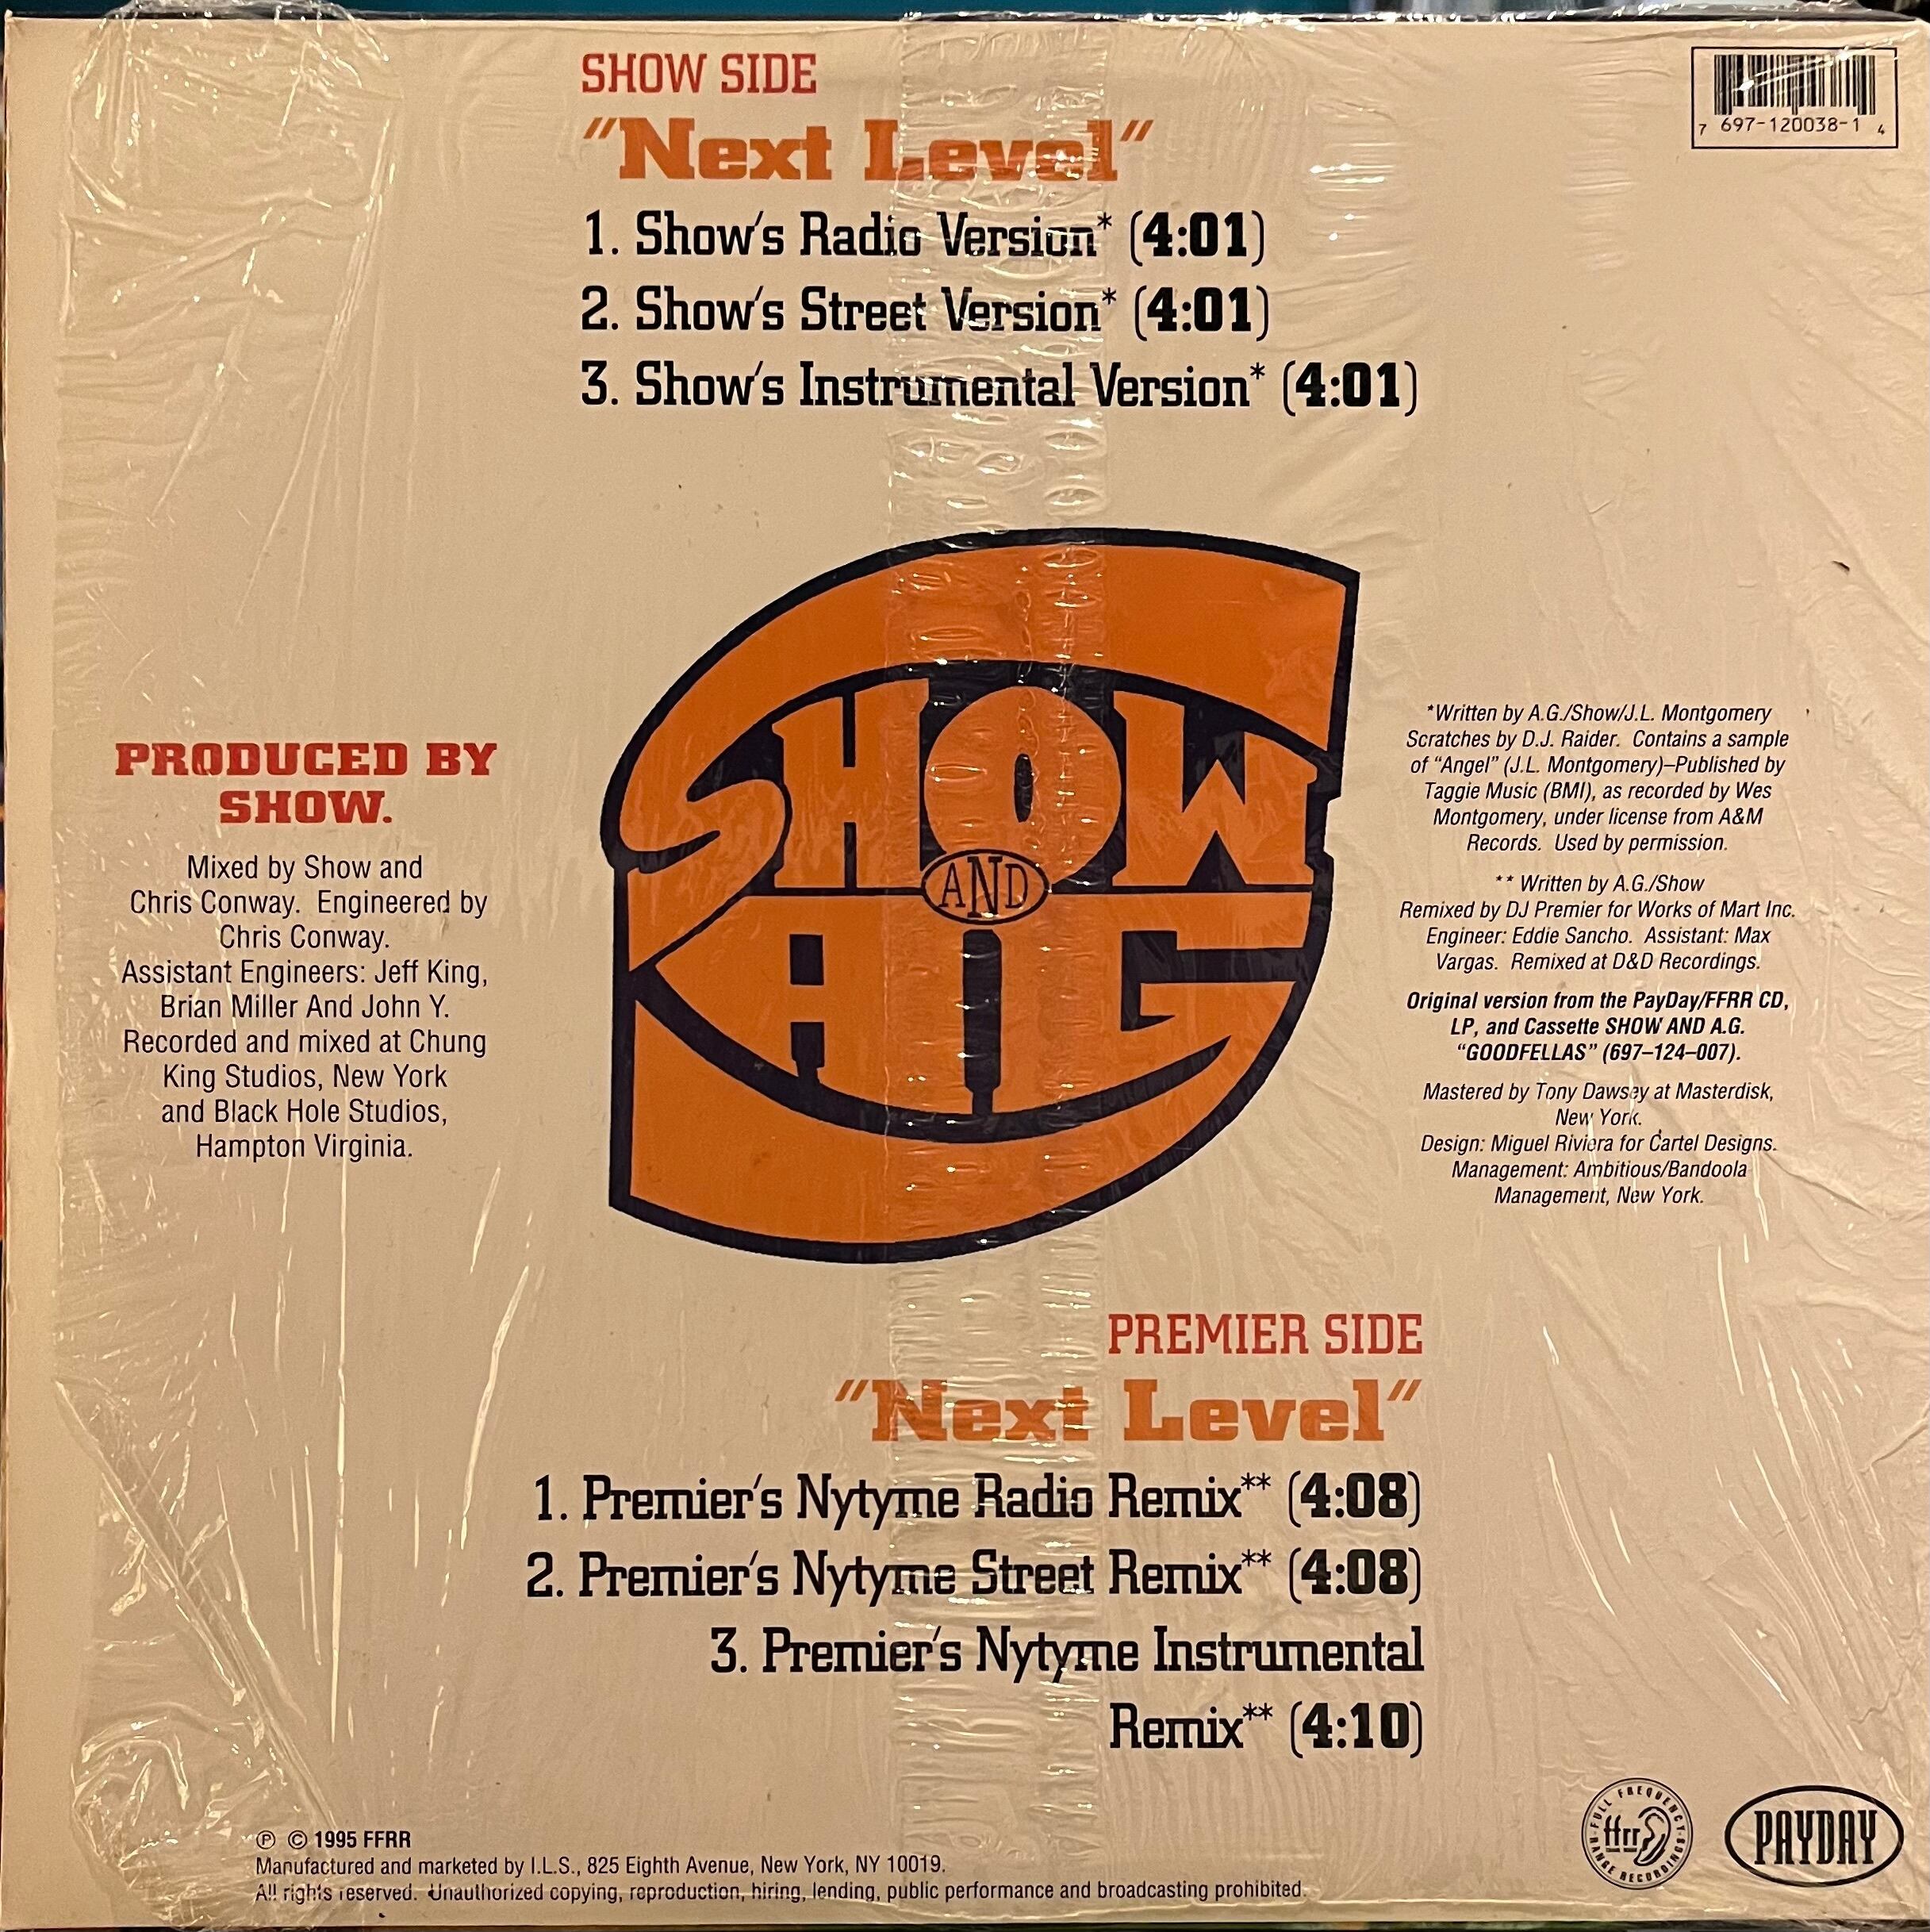 SHOW SIDE
"Next Level"
1. Show's Radio Version* (4:01)
2. Show's Street Version* (4:01)
3. Show's Instrumental Version* (4:01)
7 697-120038-1 4
SHOW
AND
A.G.
PRODUCED BY
SHOW.
Mixed by Show and
Chris Conway. Engineered by
Chris Conway.
Assistant Engineers: Jeff King,
Brian Miller And John Y.
Recorded and mixed at Chung
King Studios, New York
and Black Hole Studios,
Hampton Virginia.
*Written by A.G./Show/J.L. Montgomery
Scratches by D.J. Raider. Contains a sample
of "Angel" (J.L. Montgomery)–Published by
Taggie Music (BMI), as recorded by Wes
Montgomery, under license from A&M
Records. Used by permission.
** Written by A.G./Show
Remixed by DJ Premier for Works of Mart Inc.
Engineer: Eddie Sancho. Assistant: Max
Vargas. Remixed at D&D Recordings.
Original version from the PayDay/FFRR CD,
LP, and Cassette SHOW AND A.G.
"GOODFELLAS" (697–124–007).
Mastered by Tony Dawsey at Masterdisk,
New York.
Design: Miguel Riviera for Cartel Designs.
Management: Ambitious/Bandoola
Management, New York.
PREMIER SIDE
"Next Level"
1. Premier's Nytyme Radio Remix** (4:08)
2. Premier's Nytyme Street Remix** (4:08)
3. Premier's Nytyme Instrumental
Remix** (4:10)
℗ © 1995 FFRR
Manufactured and marketed by I.L.S., 825 Eighth Avenue, New York, NY 10019.
All rights reserved. Unauthorized copying, reproduction, hiring, lending, public performance and broadcasting prohibited.
FULL FREQUENCY RANGE RECORDINGS
ffrr
PAYDAY